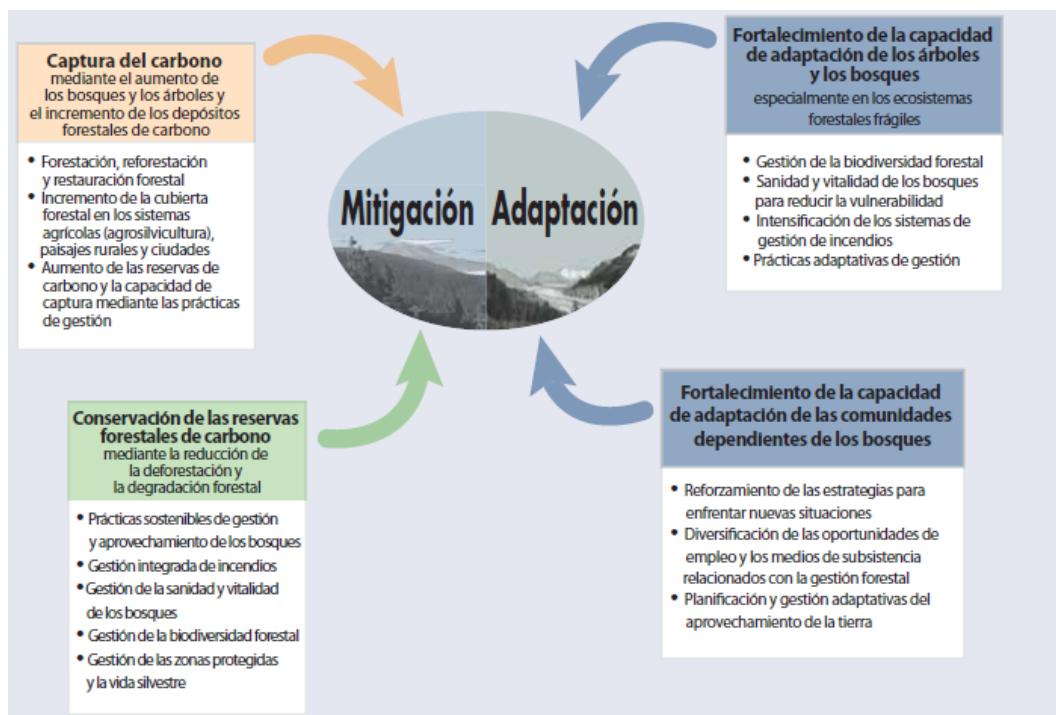 Captura del carbono
mediante el aumento de
los bosques y los árboles y
el incremento de los depósitos
forestales de carbono
• Forestación, reforestación
y restauración forestal
• Incremento de la cubierta
forestal en los sistemas
agrícolas (agrosilvicultura),
paisajes rurales y ciudades
• Aumento de las reservas de
carbono y la capacidad de
captura mediante las prácticas
de gestión
Fortalecimiento de la capacidad
de adaptación de los árboles
y los bosques
especialmente en los ecosistemas
forestales frágiles
• Gestión de la biodiversidad forestal
• Sanidad y vitalidad de los bosques
para reducir la vulnerabilidad
• Intensificación de los sistemas de
gestión de incendios
• Prácticas adaptativas de gestión
Mitigación Adaptación
Conservación de las reservas
forestales de carbono
mediante la reducción de
la deforestación y
la degradación forestal
• Prácticas sostenibles de gestión
y aprovechamiento de los bosques
• Gestión integrada de incendios
• Gestión de la sanidad y vitalidad
de los bosques
• Gestión de la biodiversidad forestal
• Gestión de las zonas protegidas
y la vida silvestre
Fortalecimiento de la capacidad
de adaptación de las comunidades
dependientes de los bosques
• Reforzamiento de las estrategias para
enfrentar nuevas situaciones
• Diversificación de las oportunidades de
empleo y los medios de subsistencia
relacionados con la gestión forestal
• Planificación y gestión adaptativas del
aprovechamiento de la tierra